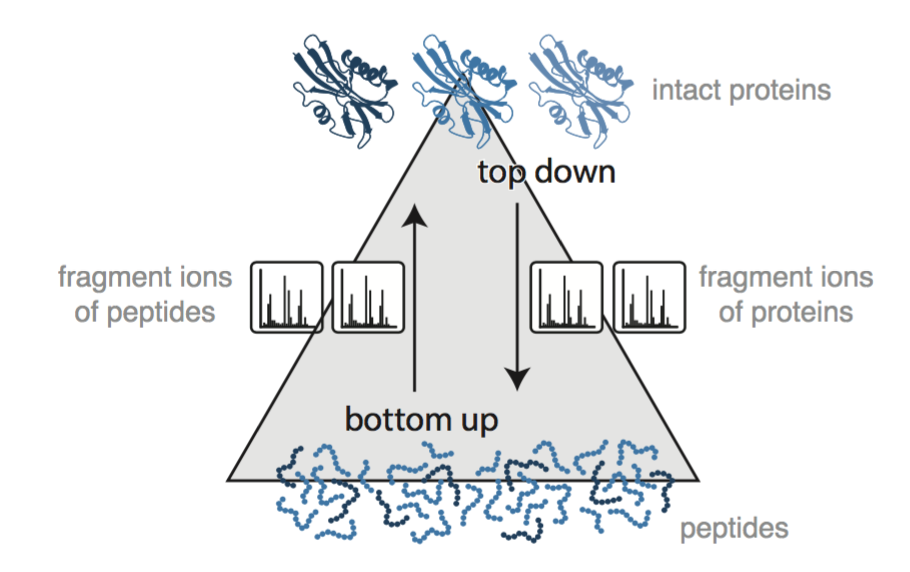 intact proteins
top down
fragment ions
of peptides
fragment ions
of proteins
bottom up
peptides